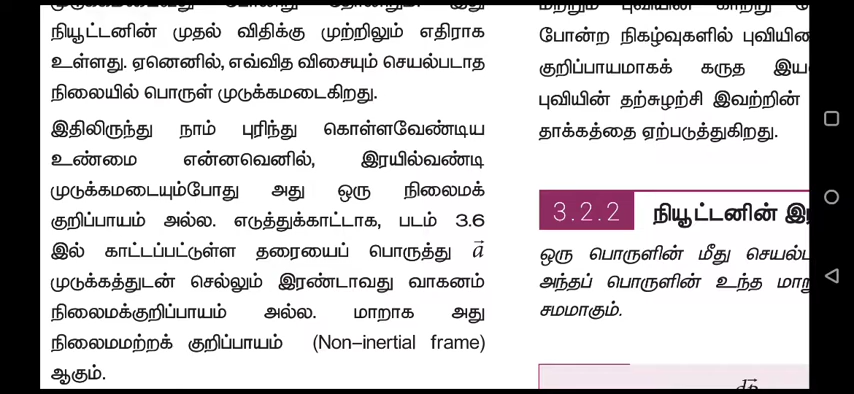 நியூட்டனின் முதல் விதிக்கு முற்றிலும் எதிராக
உள்ளது. ஏனெனில், எவ்வித விசையும் செயல்படாத
நிலையில் பொருள் முடுக்கமடைகிறது.
இதிலிருந்து நாம் புரிந்து கொள்ளவேண்டிய
உண்மை என்னவெனில், இரயில்வண்டி
முடுக்கமடையும்போது அது ஒரு நிலைமக்
குறிப்பாயம் அல்ல. எடுத்துக்காட்டாக, படம் 3.6
இல் காட்டப்பட்டுள்ள தரையைப் பொருத்து a⃗
முடுக்கத்துடன் செல்லும் இரண்டாவது வாகனம்
நிலைமக்குறிப்பாயம் அல்ல. மாறாக அது
நிலைமமற்றக் குறிப்பாயம் (Non–inertial frame)
ஆகும்.
போன்ற நிகழ்வுகளில்
குறிப்பாயமாகக் கருத
புவியின் தற்சுழற்சி இவற்றின்
தாக்கத்தை ஏற்படுத்துகிறது.
3.2.2 நியூட்டனின்
ஒரு பொருளின் மீது
அந்தப் பொருளின் உந்த
சமமாகும்.